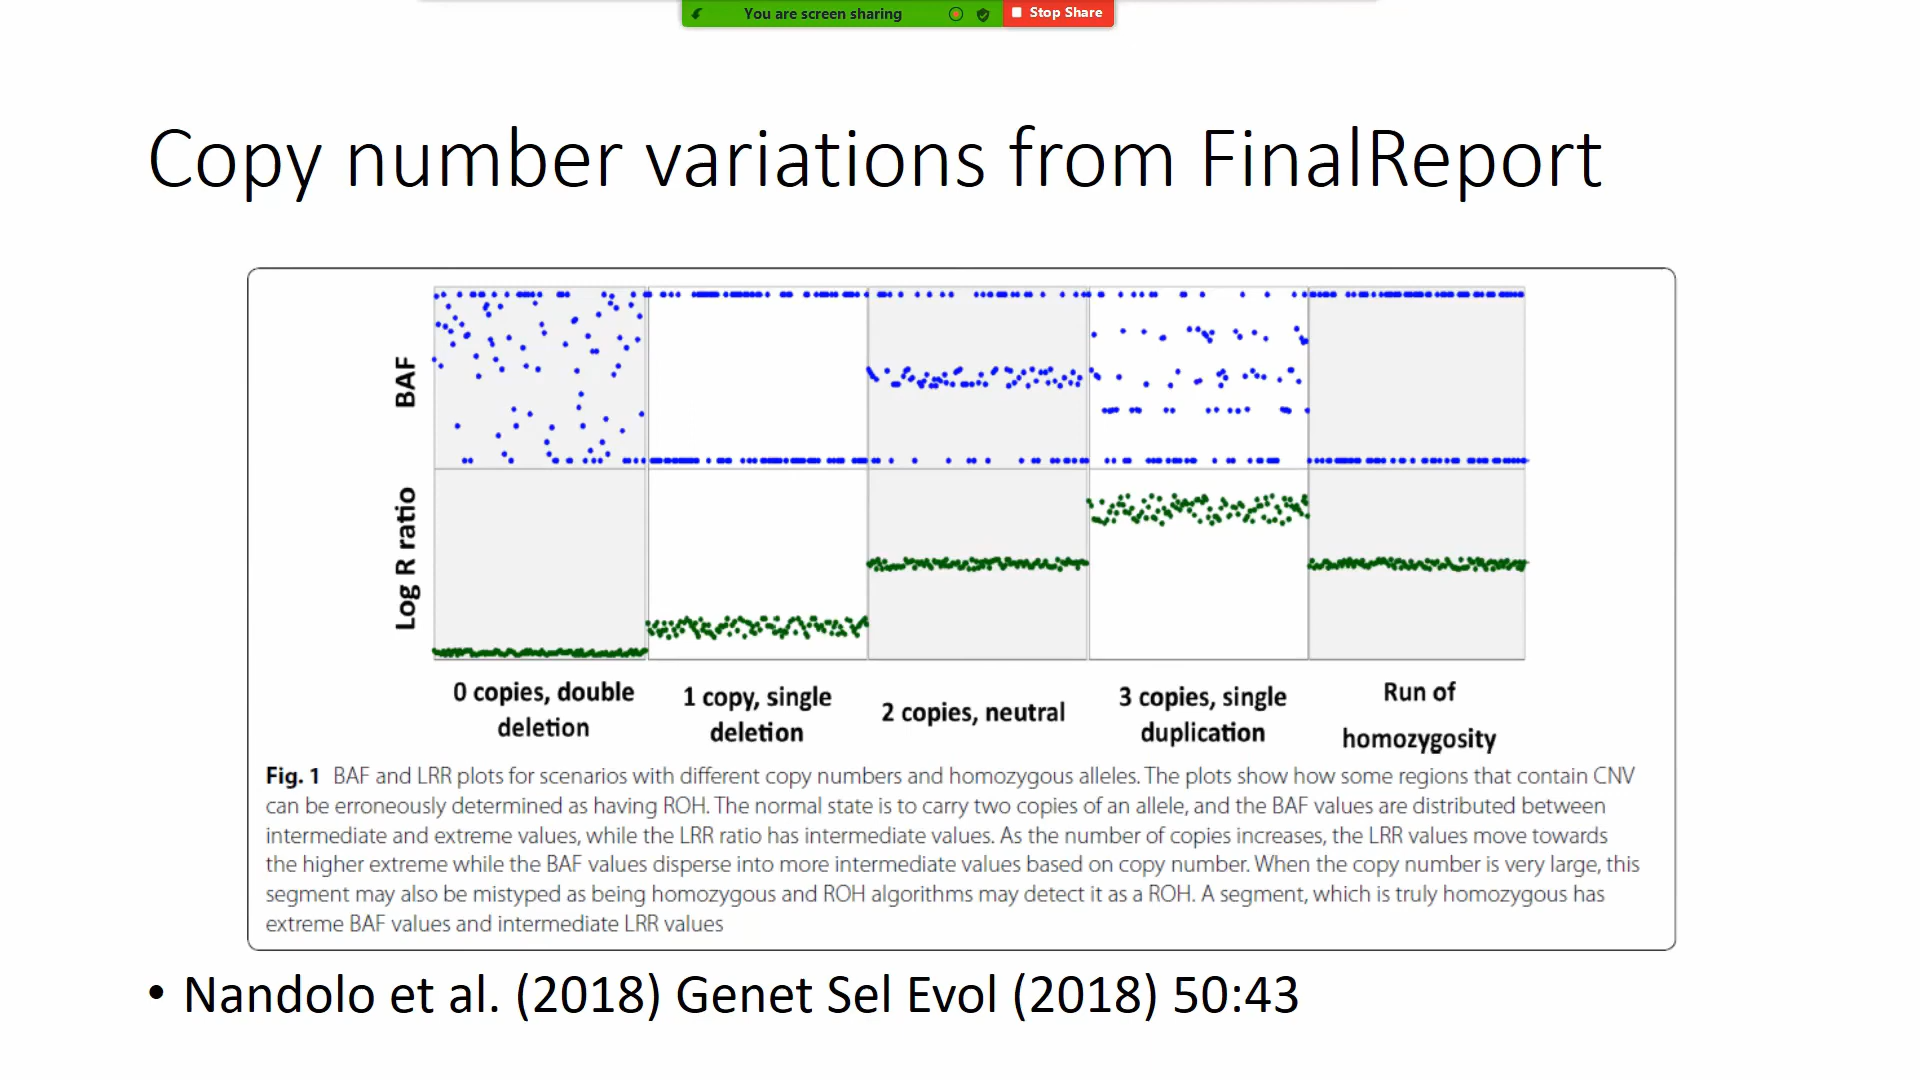 You are screen sharing
Stop Share
Copy number variations from FinalReport
BAF
Log R ratio
0 copies, double
deletion
1 copy, single
deletion
2 copies, neutral
3 copies, single
duplication
Run of
homozygosity
Fig. 1 BAF and LRR plots for scenarios with different copy numbers and homozygous alleles. The plots show how some regions that contain CNV
can be erroneously determined as having ROH. The normal state is to carry two copies of an allele, and the BAF values are distributed between
intermediate and extreme values, while the LRR ratio has intermediate values. As the number of copies increases, the LRR values move towards
the higher extreme while the BAF values disperse into more intermediate values based on copy number. When the copy number is very large, this
segment may also be mistyped as being homozygous and ROH algorithms may detect it as a ROH. A segment, which is truly homozygous has
extreme BAF values and intermediate LRR values
• Nandolo et al. (2018) Genet Sel Evol (2018) 50:43